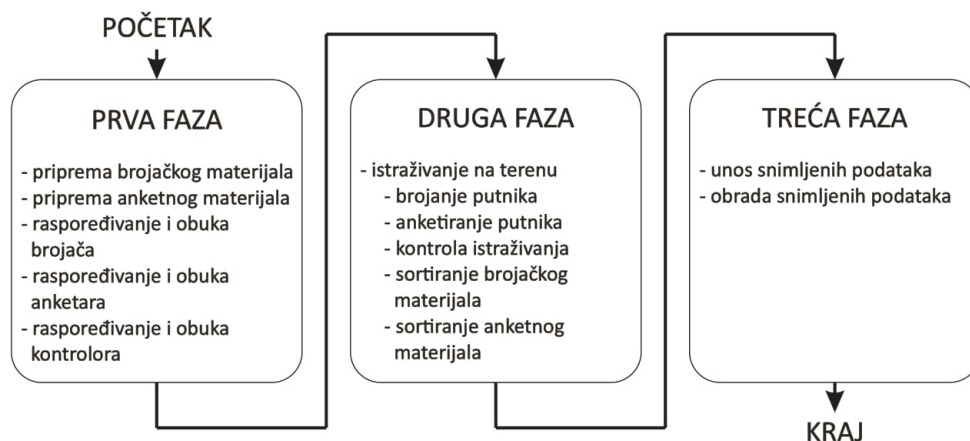 POČETAK
PRVA FAZA
- priprema brojačkog materijala
- priprema anketnog materijala
- raspoređivanje i obuka
brojača
- raspoređivanje i obuka
anketara
- raspoređivanje i obuka
kontrolora
DRUGA FAZA
- istraživanje na terenu
- brojanje putnika
- anketiranje putnika
- kontrola istraživanja
- sortiranje brojačkog
materijala
- sortiranje anketnog
materijala
TREĆA FAZA
- unos snimljenih podataka
- obrada snimljenih podataka
KRAJ